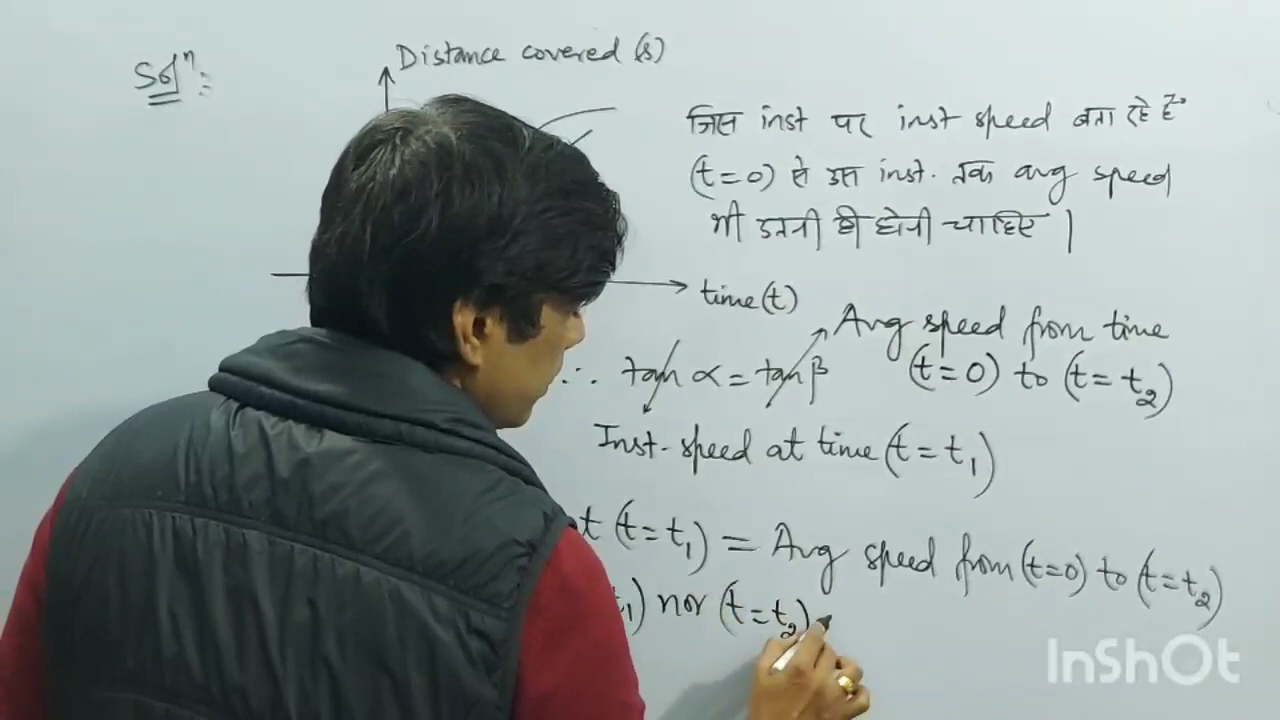 Solⁿ:
Distance covered (s)
जिस inst पर inst speed बता रहे हैं
(t=0) से उस inst. तक avg speed
भी उतनी ही होनी चाहिए ।
time(t)
Avg speed from time
(t=0) to (t=t₂)
∴ tan α = tan β
Inst. speed at time (t=t₁)
at (t=t₁) = Avg speed from (t=0) to (t=t₂)
t₁) nor (t=t₂)
InShOt